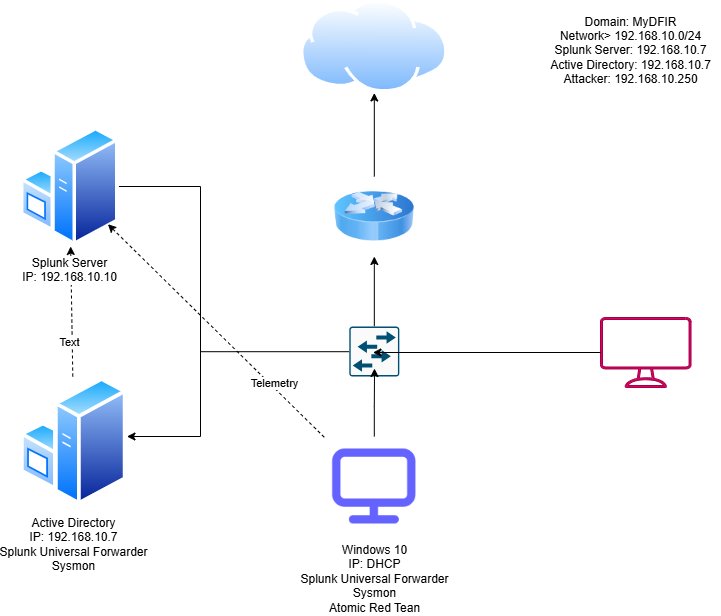 Domain: MyDFIR
Network> 192.168.10.0/24
Splunk Server: 192.168.10.7
Active Directory: 192.168.10.7
Attacker: 192.168.10.250
Splunk Server
IP: 192.168.10.10
Text
Telemetry
Active Directory
IP: 192.168.10.7
Splunk Universal Forwarder
Sysmon
Windows 10
IP: DHCP
Splunk Universal Forwarder
Sysmon
Atomic Red Tean